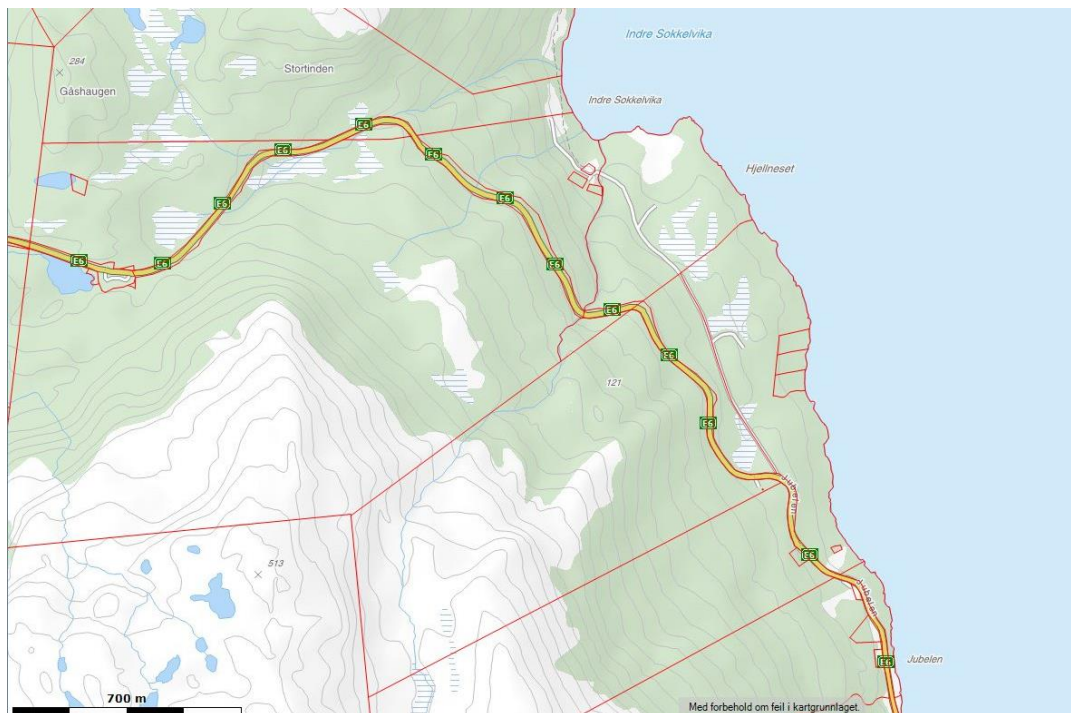 Indre Sokkelvika
284
Stortinden
Gåshaugen
Indre Sokkelvika
E6
E6
E6
Hjellneset
E6
E6
E6
E6
E6
E6
E6
121
E6
Jubelen
513
E6
Jubelen
Jubelen
E6
700 m
Med forbehold om feil i kartgrunnlaget.